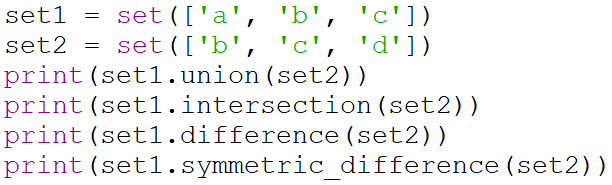 set1 = set(['a', 'b', 'c'])
set2 = set(['b', 'c', 'd'])
print(set1.union(set2))
print(set1.intersection(set2))
print(set1.difference(set2))
print(set1.symmetric_difference(set2))